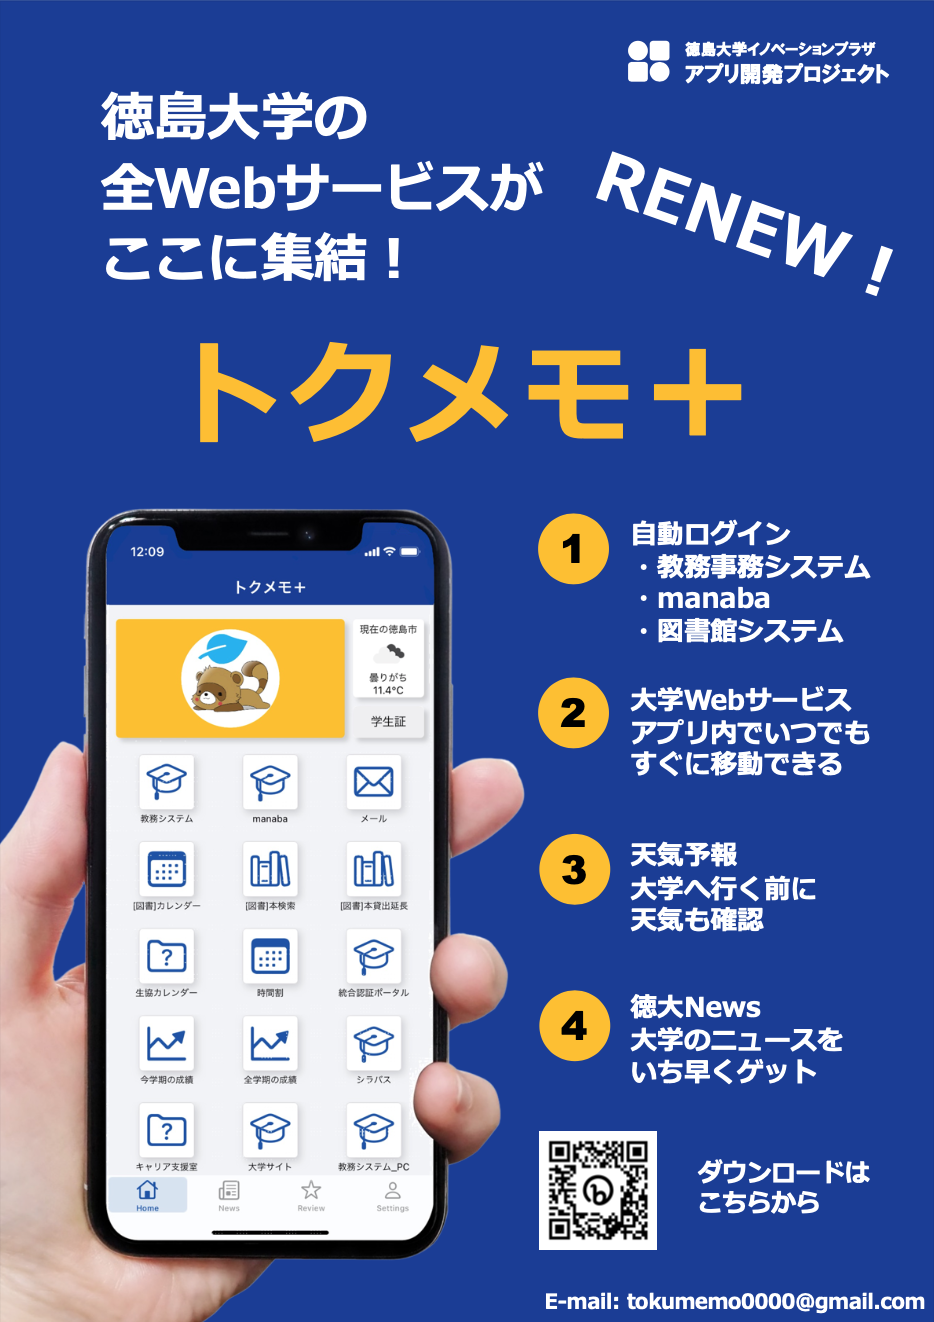 徳島大学イノベーションプラザ
アプリ開発プロジェクト
徳島大学の
全Webサービスが
ここに集結！
RENEW！
トクメモ＋
12:09
トクメモ＋
現在の徳島市
曇りがち
11.4°C
学生証
教務システム
manaba
メール
[図書]カレンダー
[図書]本検索
[図書]本貸出延長
生協カレンダー
時間割
統合認証ポータル
今学期の成績
全学期の成績
シラバス
キャリア支援室
大学サイト
教務システム_PC
Home
News
Review
Settings
1
自動ログイン
・教務事務システム
・manaba
・図書館システム
2
大学Webサービス
アプリ内でいつでも
すぐに移動できる
3
天気予報
大学へ行く前に
天気も確認
4
徳大News
大学のニュースを
いち早くゲット
ダウンロードは
こちらから
E-mail: tokumemo0000@gmail.com